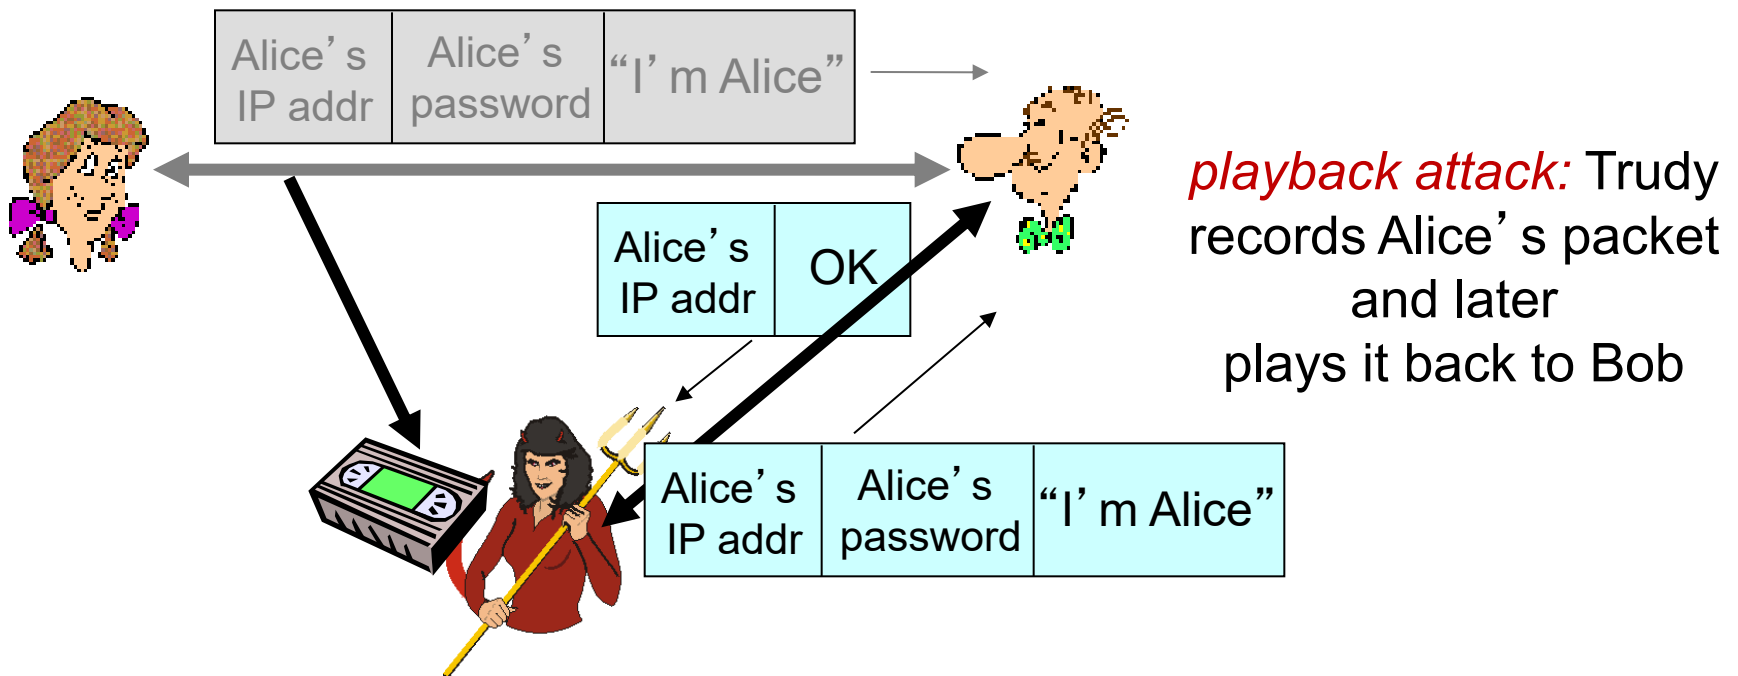 Alice’s
IP addr
Alice’s
password
“I’m Alice”
playback attack: Trudy
records Alice’s packet
and later
plays it back to Bob
Alice’s
IP addr
OK
Alice’s
IP addr
Alice’s
password
“I’m Alice”